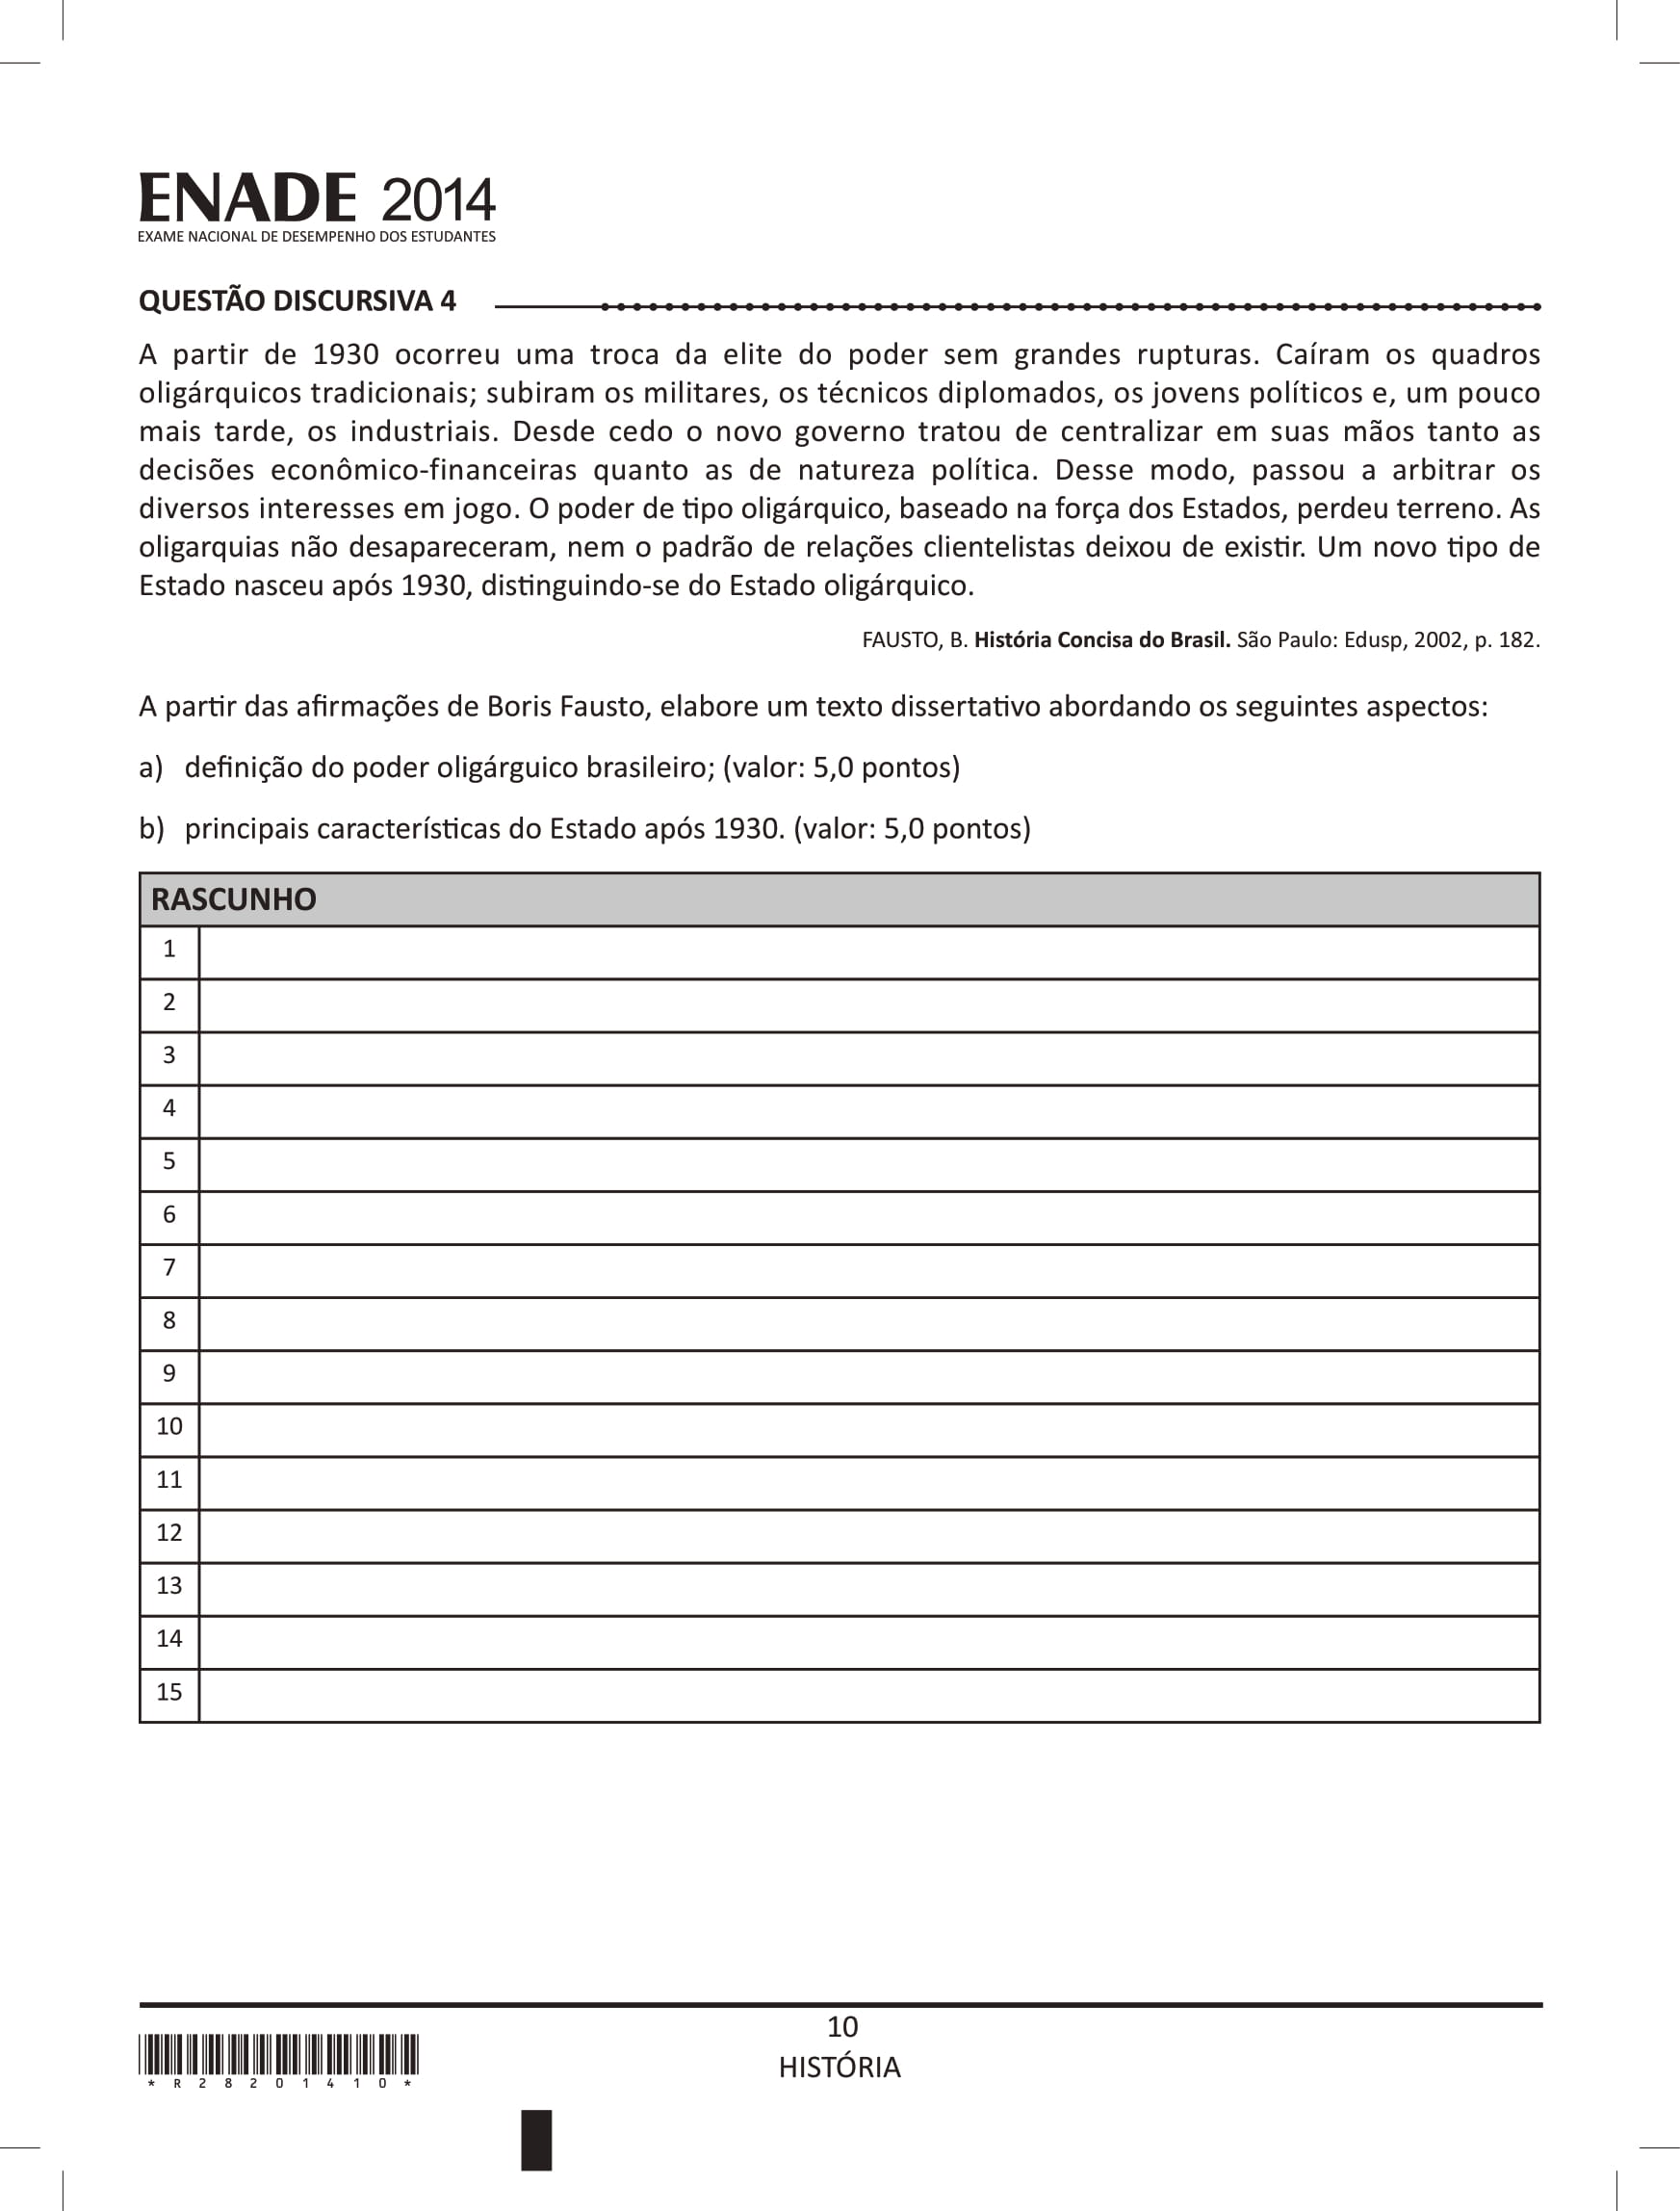 ENADE 2014
EXAME NACIONAL DE DESEMPENHO DOS ESTUDANTES
QUESTÃO DISCURSIVA 4
A partir de 1930 ocorreu uma troca da elite do poder sem grandes rupturas. Caíram os quadros
oligárquicos tradicionais; subiram os militares, os técnicos diplomados, os jovens políticos e, um pouco
mais tarde, os industriais. Desde cedo o novo governo tratou de centralizar em suas mãos tanto as
decisões econômico-financeiras quanto as de natureza política. Desse modo, passou a arbitrar os
diversos interesses em jogo. O poder de tipo oligárquico, baseado na força dos Estados, perdeu terreno. As
oligarquias não desapareceram, nem o padrão de relações clientelistas deixou de existir. Um novo tipo de
Estado nasceu após 1930, distinguindo-se do Estado oligárquico.
FAUSTO, B. História Concisa do Brasil. São Paulo: Edusp, 2002, p. 182.
A partir das afirmações de Boris Fausto, elabore um texto dissertativo abordando os seguintes aspectos:
a) definição do poder oligárguico brasileiro; (valor: 5,0 pontos)
b) principais características do Estado após 1930. (valor: 5,0 pontos)
RASCUNHO
1
2
3
4
5
6
7
8
9
10
11
12
13
14
15
10
HISTÓRIA
* R 2 8 2 0 1 4 1 0 *